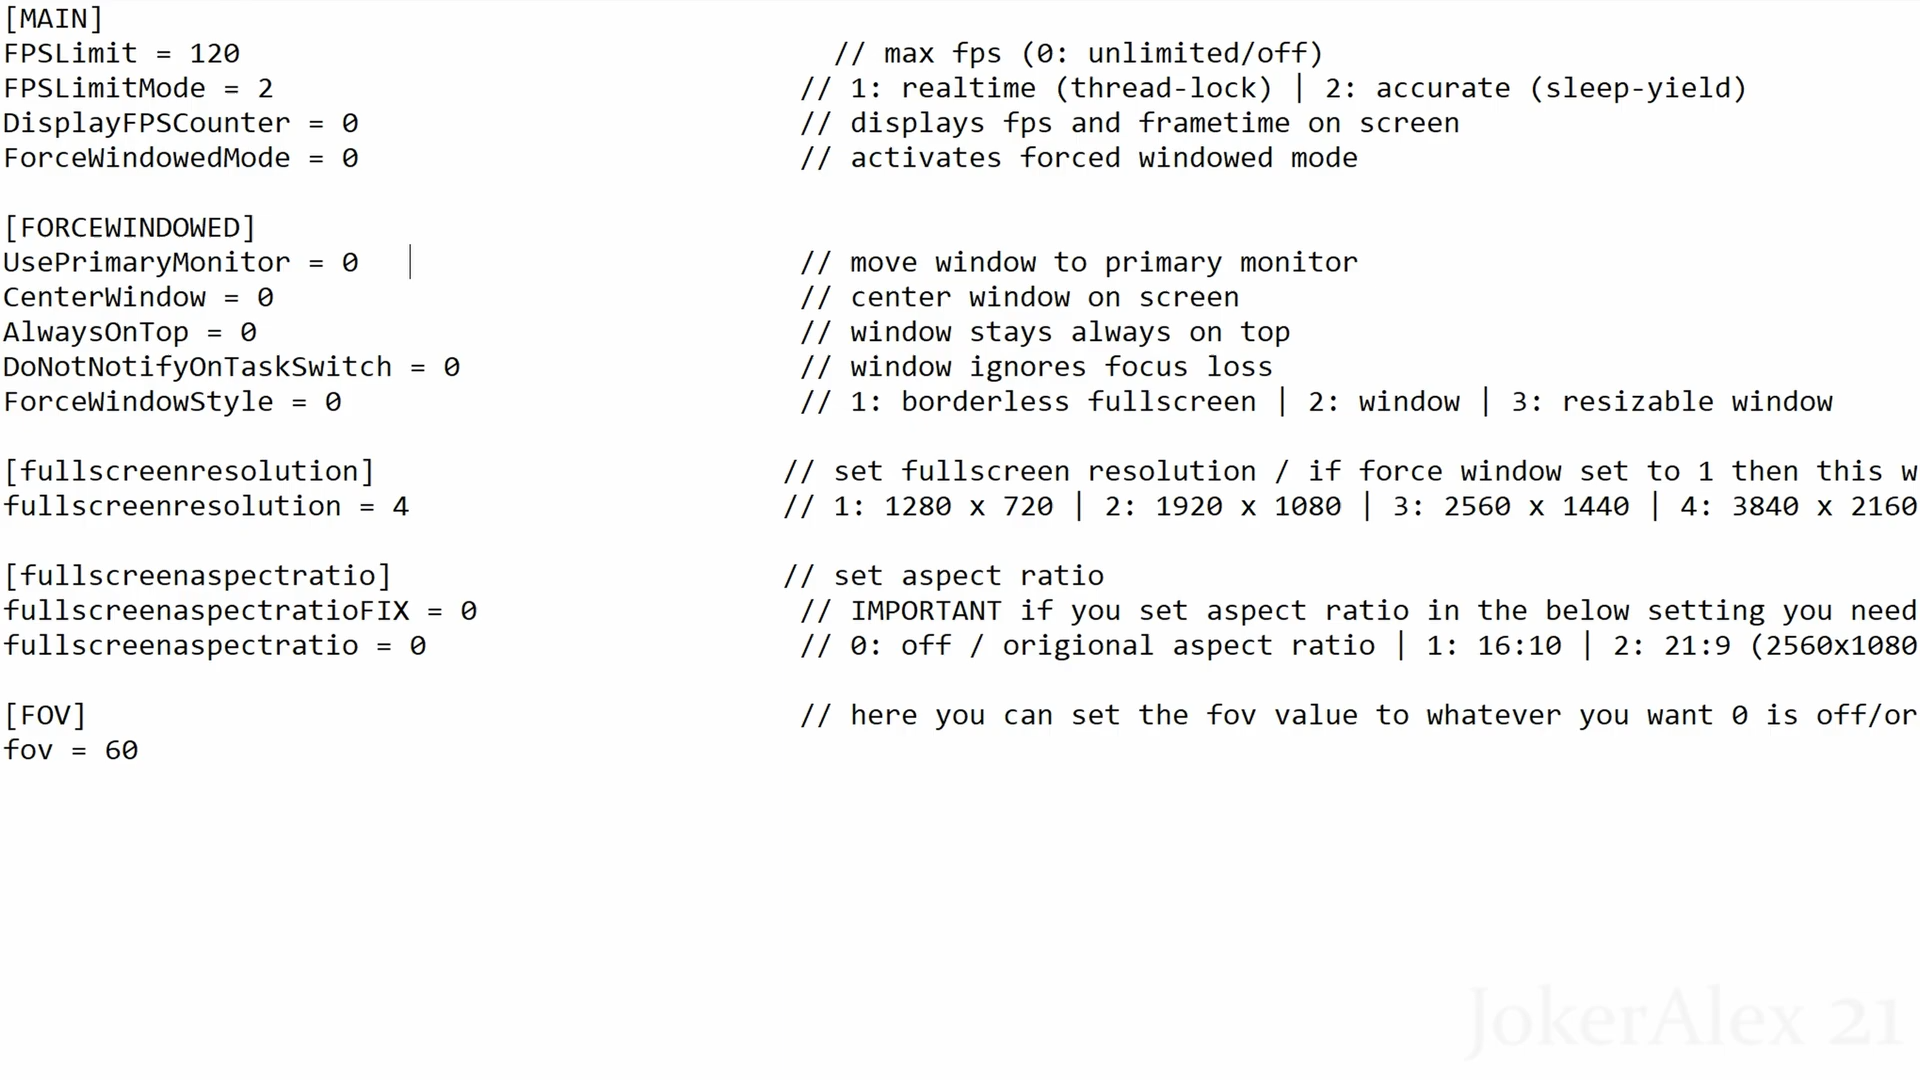 [MAIN]
FPSLimit = 120 // max fps (0: unlimited/off)
FPSLimitMode = 2 // 1: realtime (thread-lock) | 2: accurate (sleep-yield)
DisplayFPSCounter = 0 // displays fps and frametime on screen
ForceWindowedMode = 0 // activates forced windowed mode
[FORCEWINDOWED]
UsePrimaryMonitor = 0 // move window to primary monitor
CenterWindow = 0 // center window on screen
AlwaysOnTop = 0 // window stays always on top
DoNotNotifyOnTaskSwitch = 0 // window ignores focus loss
ForceWindowStyle = 0 // 1: borderless fullscreen | 2: window | 3: resizable window
[fullscreenresolution] // set fullscreen resolution / if force window set to 1 then this w
fullscreenresolution = 4 // 1: 1280 x 720 | 2: 1920 x 1080 | 3: 2560 x 1440 | 4: 3840 x 2160
[fullscreenaspectratio] // set aspect ratio
fullscreenaspectratioFIX = 0 // IMPORTANT if you set aspect ratio in the below setting you need
fullscreenaspectratio = 0 // 0: off / origional aspect ratio | 1: 16:10 | 2: 21:9 (2560x1080
[FOV] // here you can set the fov value to whatever you want 0 is off/or
fov = 60
JokerAlex 21